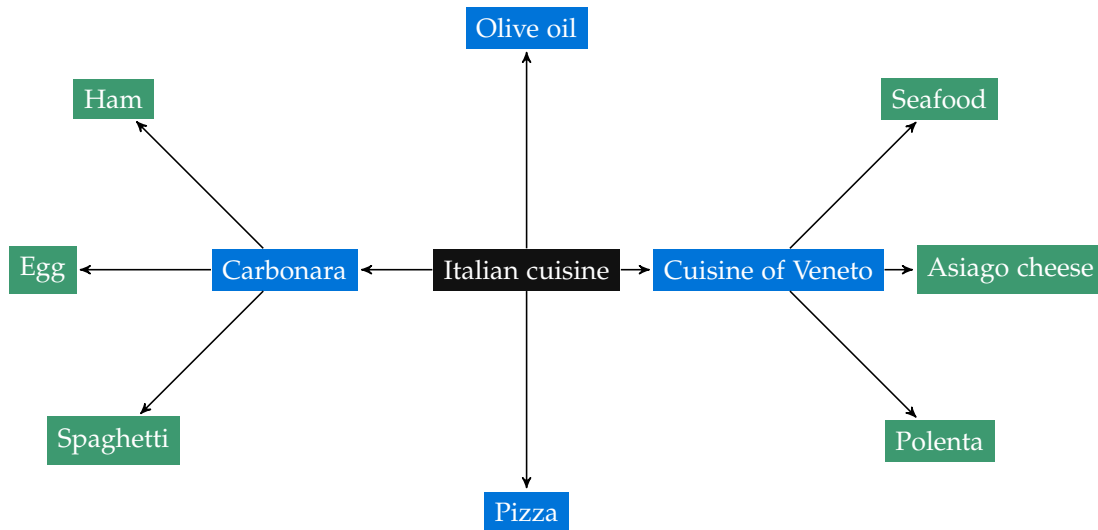 Olive oil
Ham
Seafood
Egg
Carbonara
Italian cuisine
Cuisine of Veneto
Asiago cheese
Spaghetti
Polenta
Pizza